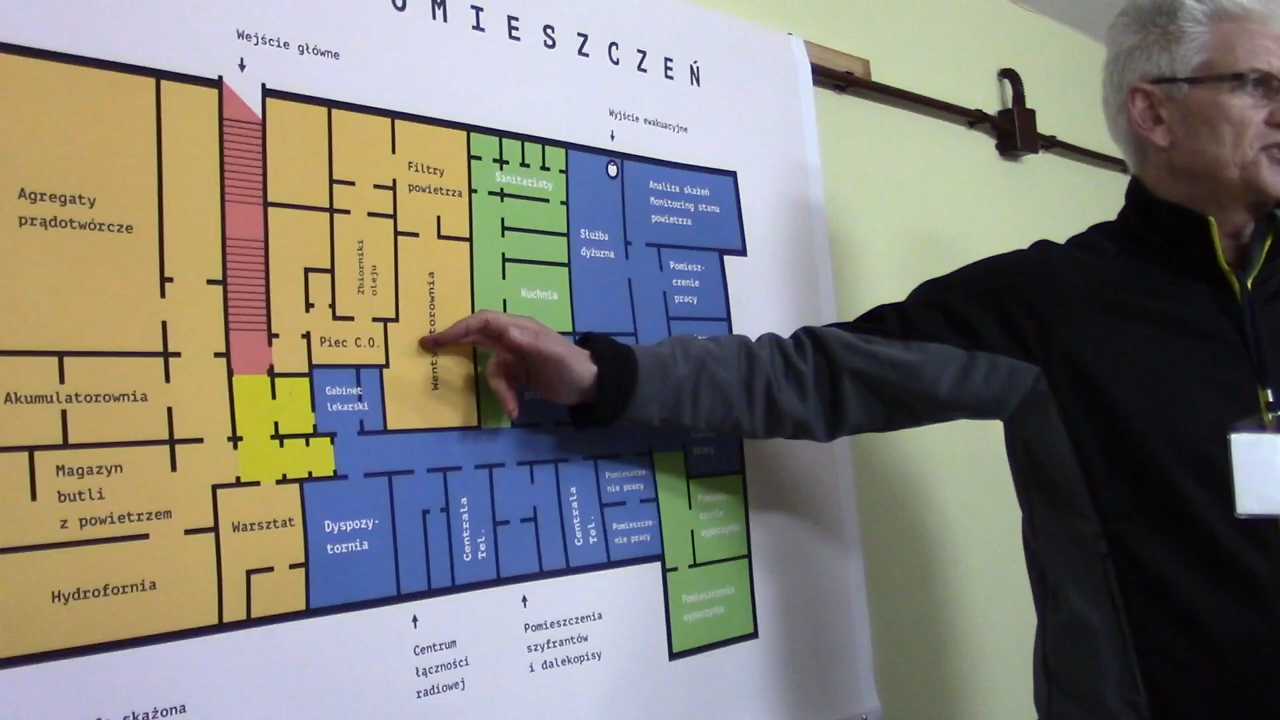 OMIESZCZEŃ
Wejście główne
Wyjście ewakuacyjne
Agregaty
prądotwórcze
Filtry
powietrza
Sanitariaty
Służba
dyżurna
Analiza skażeń
Monitoring stanu
powietrza
Pomiesz-
czenie
pracy
Zbiorniki
oleju
Kuchnia
Piec C.O.
Gabinet
lekarski
Akumulatorownia
Magazyn
butli
z powietrzem
Warsztat
Dyspozy-
tornia
Centrala
Tel.
Centrala
Tel.
Pomieszcze-
nie pracy
Pomieszcze-
nie pracy
Hydrofornia
Pomieszczenie
wypoczynku
Centrum
łączności
radiowej
Pomieszczenia
szyfrantów
i dalekopisy
skażona